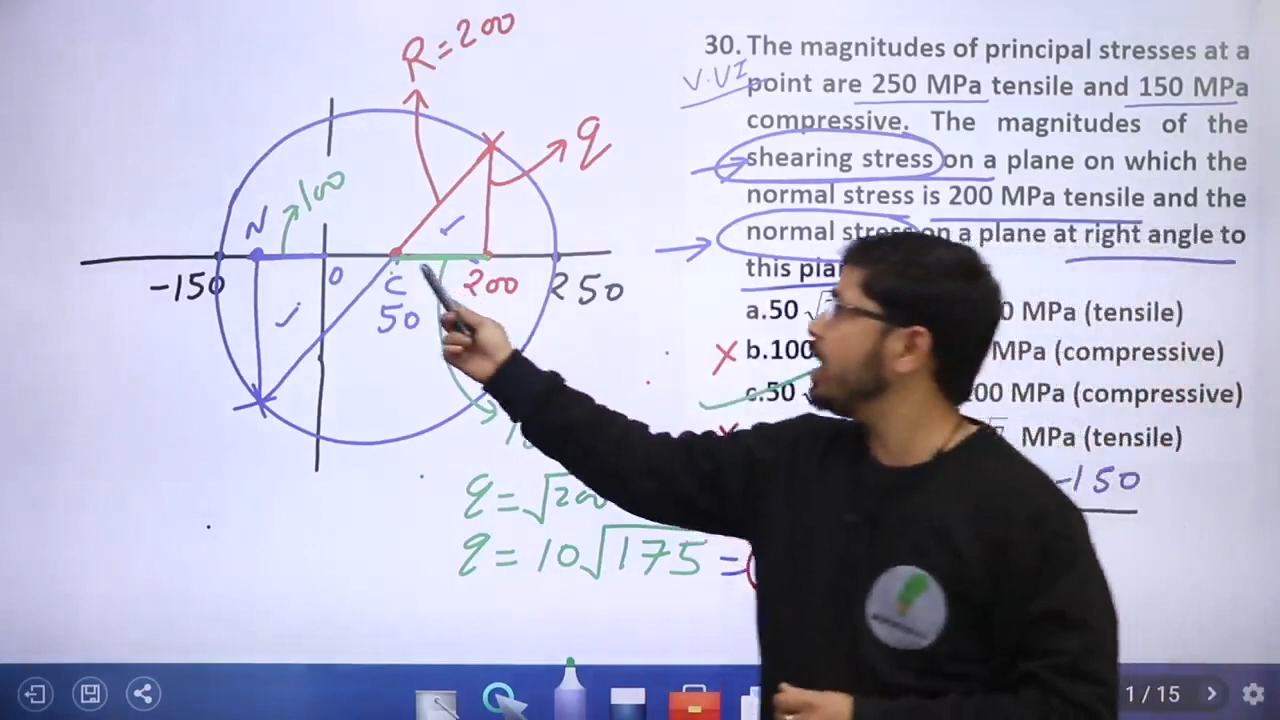 R=200
q
100
N
-150
0
C
50
200
250
q = √200
q = 10√175 =
V.VI
30. The magnitudes of principal stresses at a
point are 250 MPa tensile and 150 MPa
compressive. The magnitudes of the
shearing stress on a plane on which the
normal stress is 200 MPa tensile and the
normal stress on a plane at right angle to
this
a.50 √ 0 MPa (tensile)
b.100 MPa (compressive)
c.50 00 MPa (compressive)
MPa (tensile)
-150
1 / 15